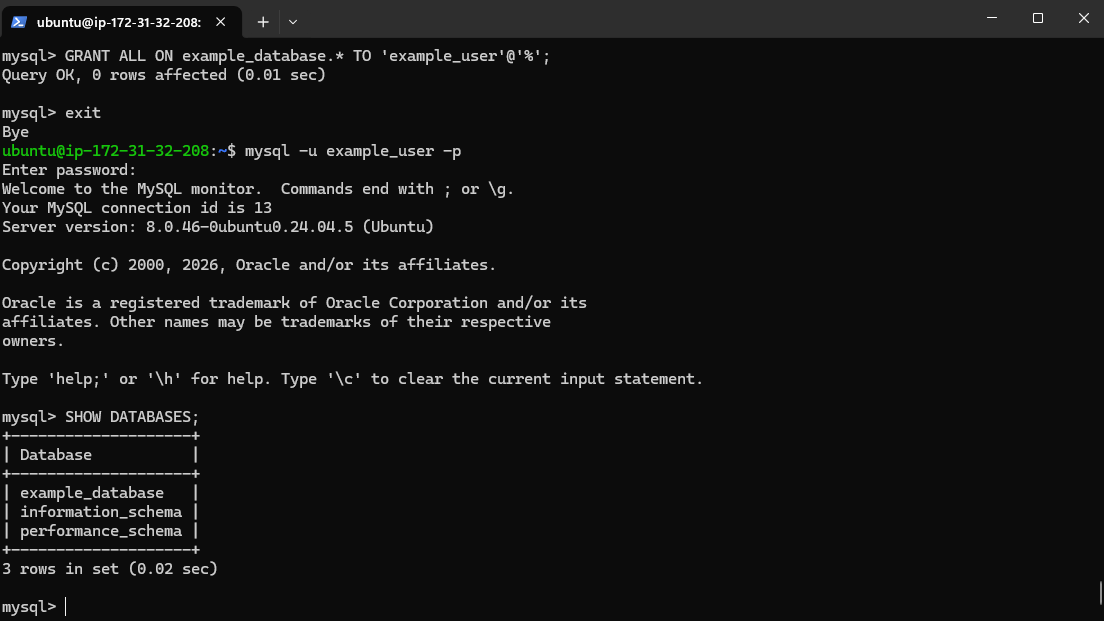 ubuntu@ip-172-31-32-208:
mysql> GRANT ALL ON example_database.* TO 'example_user'@'%';
Query OK, 0 rows affected (0.01 sec)
mysql> exit
Bye
ubuntu@ip-172-31-32-208:~$ mysql -u example_user -p
Enter password:
Welcome to the MySQL monitor.  Commands end with ; or \g.
Your MySQL connection id is 13
Server version: 8.0.46-0ubuntu0.24.04.5 (Ubuntu)
Copyright (c) 2000, 2026, Oracle and/or its affiliates.
Oracle is a registered trademark of Oracle Corporation and/or its
affiliates. Other names may be trademarks of their respective
owners.
Type 'help;' or '\h' for help. Type '\c' to clear the current input statement.
mysql> SHOW DATABASES;
+--------------------+
| Database           |
+--------------------+
| example_database   |
| information_schema |
| performance_schema |
+--------------------+
3 rows in set (0.02 sec)
mysql>